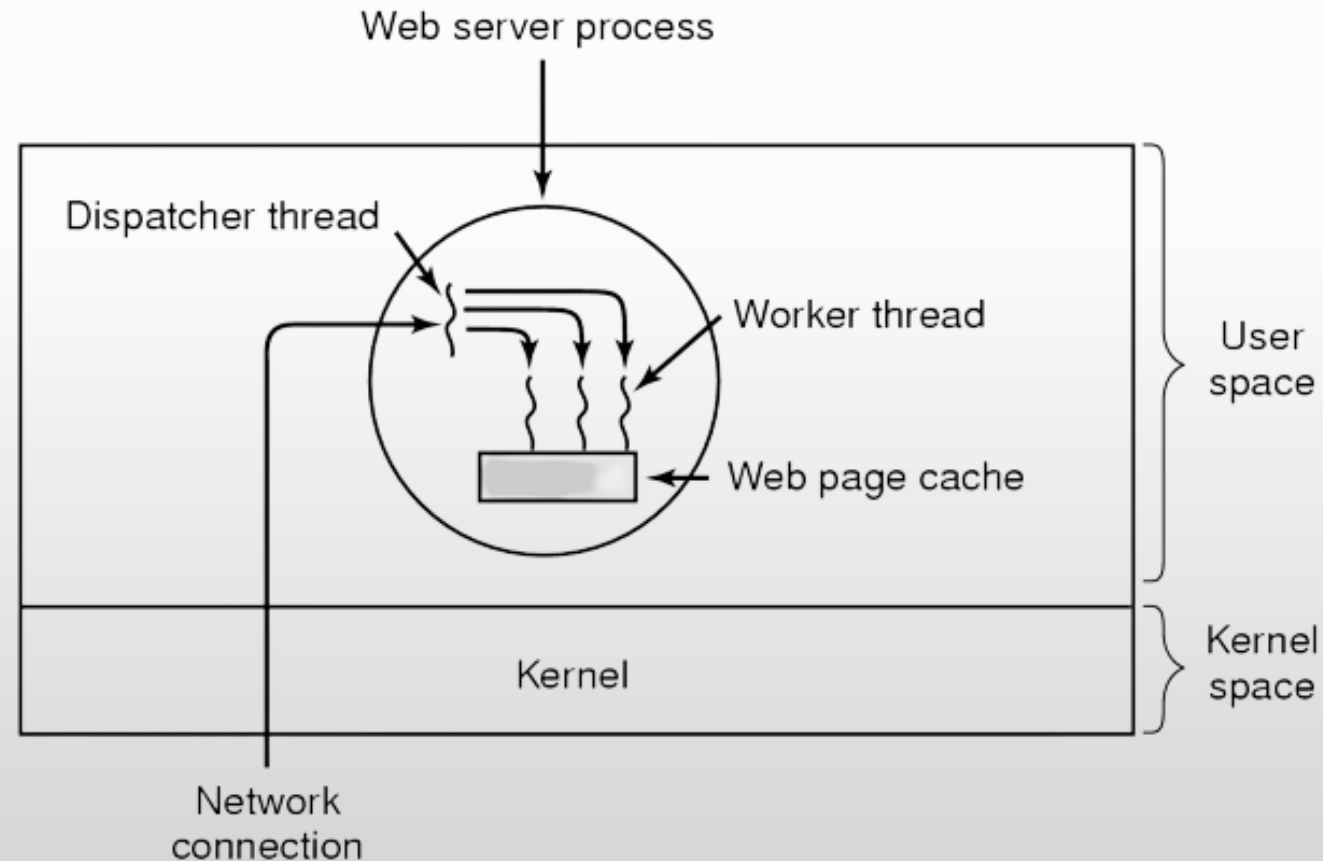 Web server process
Dispatcher thread
Worker thread
User
space
Web page cache
Kernel
Kernel
space
Network
connection